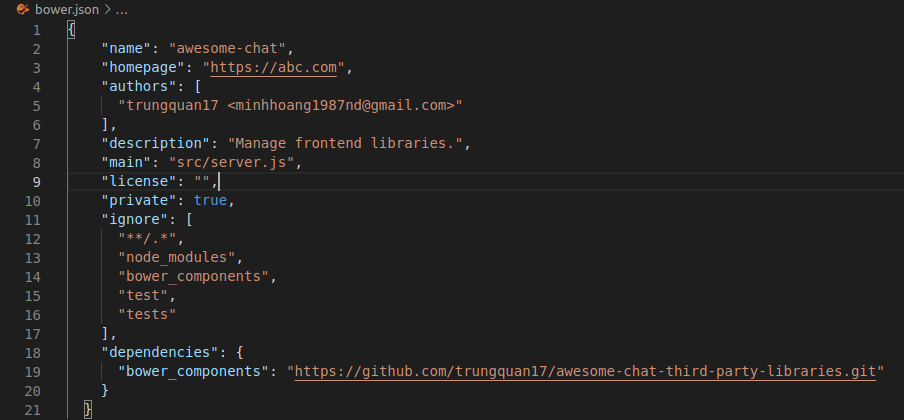 bower.json > ...
1 {
2 "name": "awesome-chat",
3 "homepage": "https://abc.com",
4 "authors": [
5 "trungquan17 <minhhoang1987nd@gmail.com>"
6 ],
7 "description": "Manage frontend libraries.",
8 "main": "src/server.js",
9 "license": "",
10 "private": true,
11 "ignore": [
12 "**/.*",
13 "node_modules",
14 "bower_components",
15 "test",
16 "tests"
17 ],
18 "dependencies": {
19 "bower_components": "https://github.com/trungquan17/awesome-chat-third-party-libraries.git"
20 }
21 }